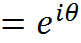 = e^{iθ}